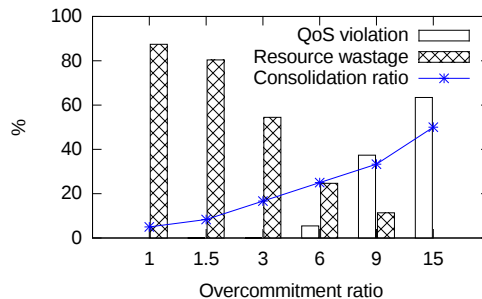 QoS violation
Resource wastage
Consolidation ratio
100
80
60
40
20
0
%
1 1.5 3 6 9 15
Overcommitment ratio